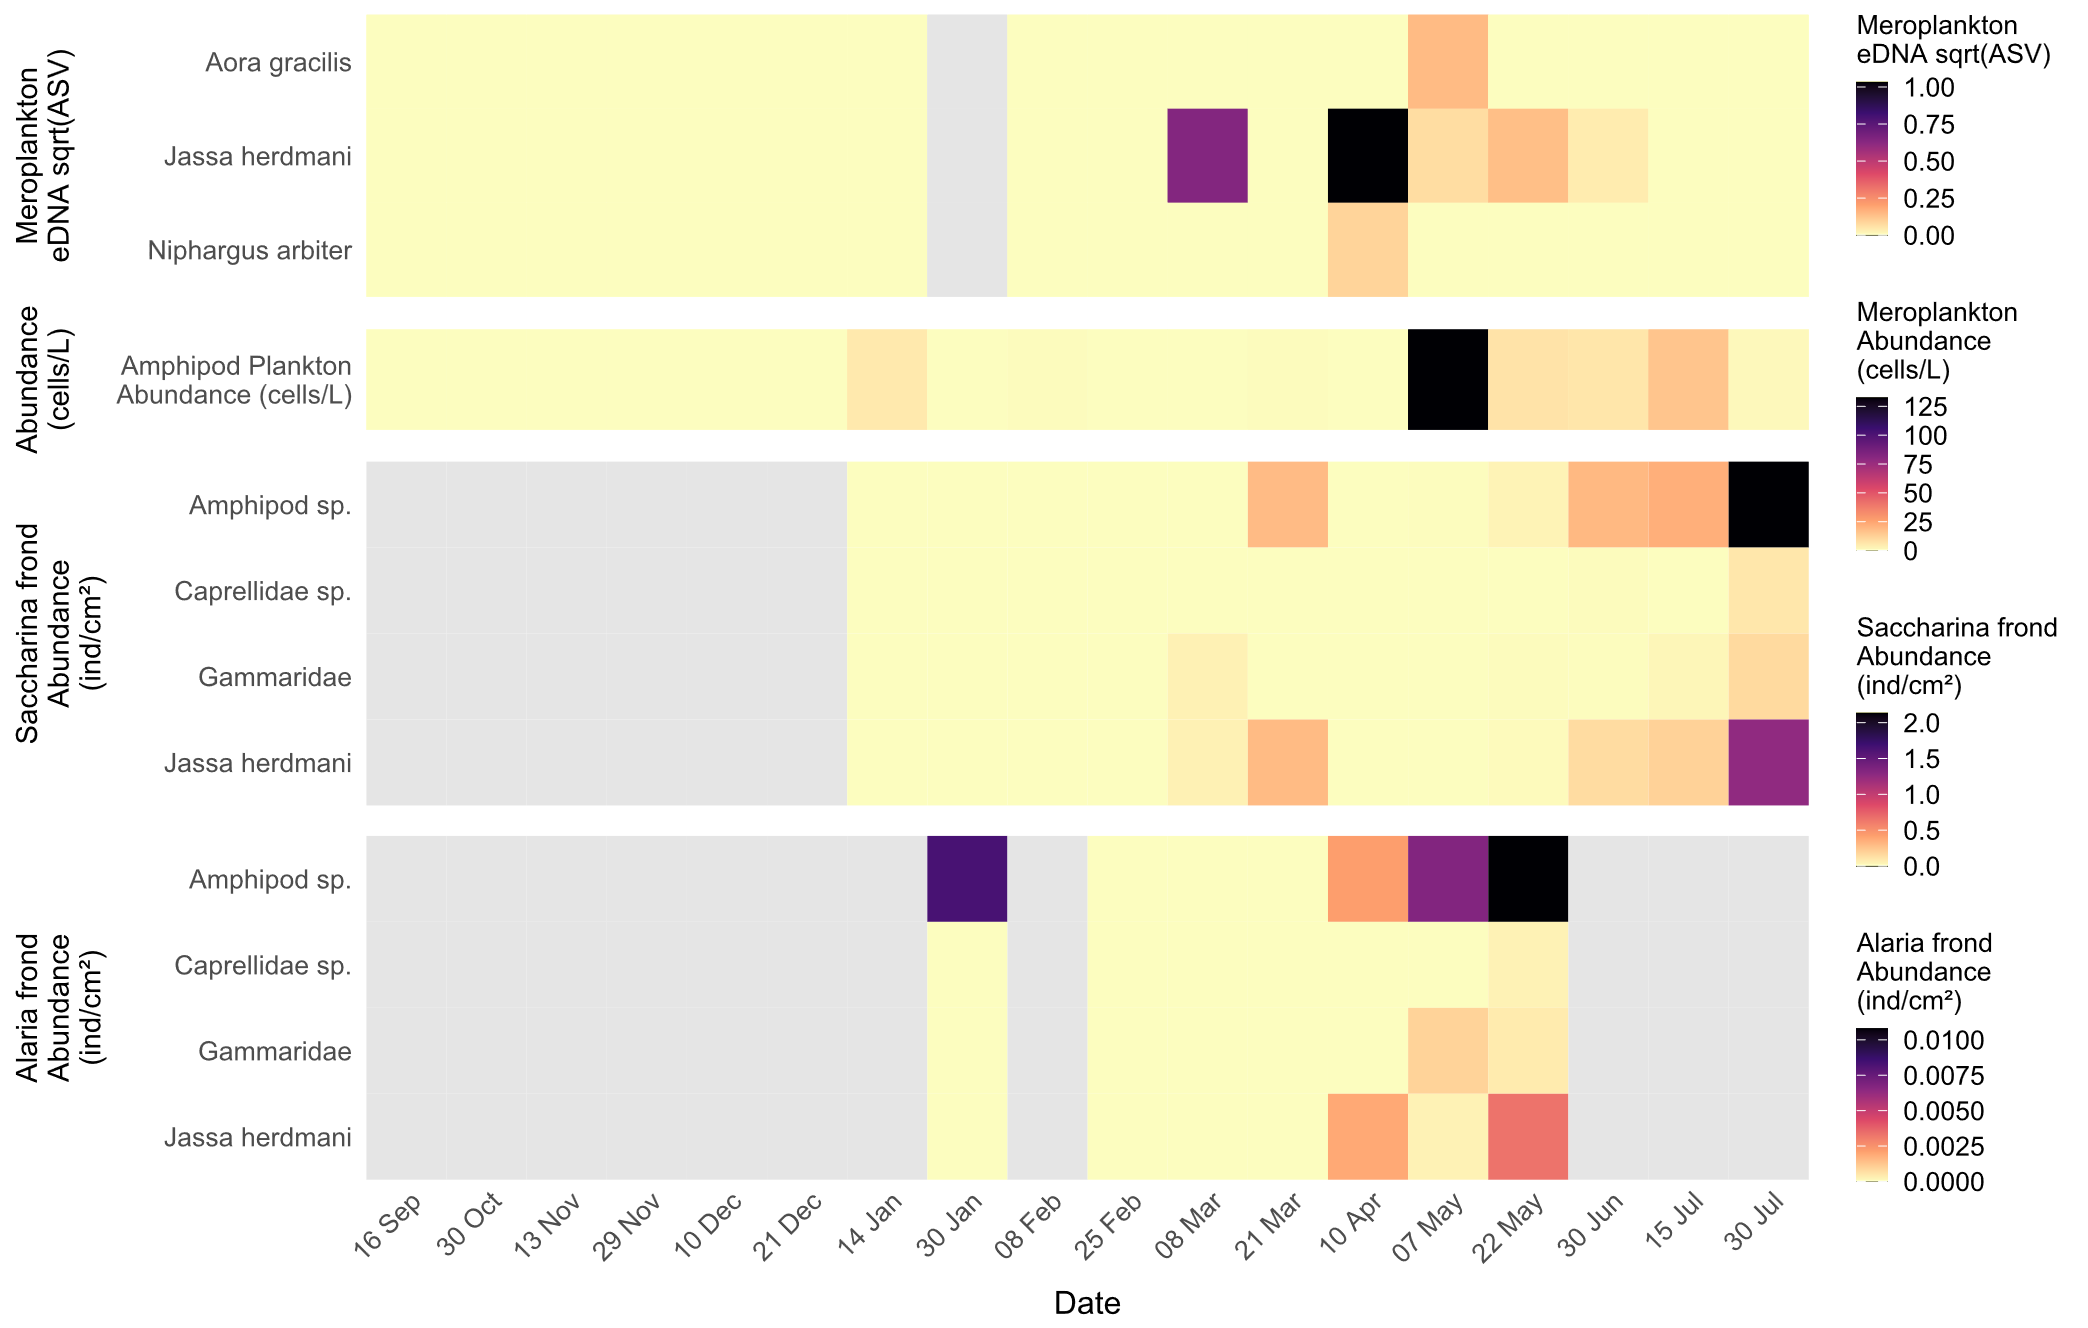 Meroplankton
eDNA sqrt(ASV)
Aora gracilis
Jassa herdmani
Niphargus arbiter
Meroplankton
eDNA sqrt(ASV)
1.00
0.75
0.50
0.25
0.00
Abundance
(cells/L)
Amphipod Plankton
Abundance (cells/L)
Meroplankton
Abundance
(cells/L)
125
100
75
50
25
0
Saccharina frond
Abundance
(ind/cm²)
Amphipod sp.
Caprellidae sp.
Gammaridae
Jassa herdmani
Saccharina frond
Abundance
(ind/cm²)
2.0
1.5
1.0
0.5
0.0
Alaria frond
Abundance
(ind/cm²)
Amphipod sp.
Caprellidae sp.
Gammaridae
Jassa herdmani
Alaria frond
Abundance
(ind/cm²)
0.0100
0.0075
0.0050
0.0025
0.0000
16 Sep
30 Oct
13 Nov
29 Nov
10 Dec
21 Dec
14 Jan
30 Jan
08 Feb
25 Feb
08 Mar
21 Mar
10 Apr
07 May
22 May
30 Jun
15 Jul
30 Jul
Date